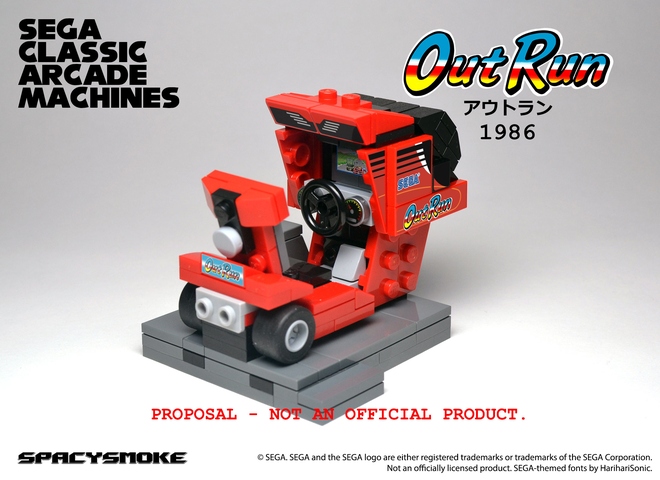 SEGA
CLASSIC
ARCADE
MACHINES
OutRun
アウトラン
1986
SEGA
OutRun
OutRun
PROPOSAL - NOT AN OFFICIAL PRODUCT.
SPACYSMOKE
© SEGA. SEGA and the SEGA logo are either registered trademarks or trademarks of the SEGA Corporation.
Not an officially licensed product. SEGA-themed fonts by HarihariSonic.